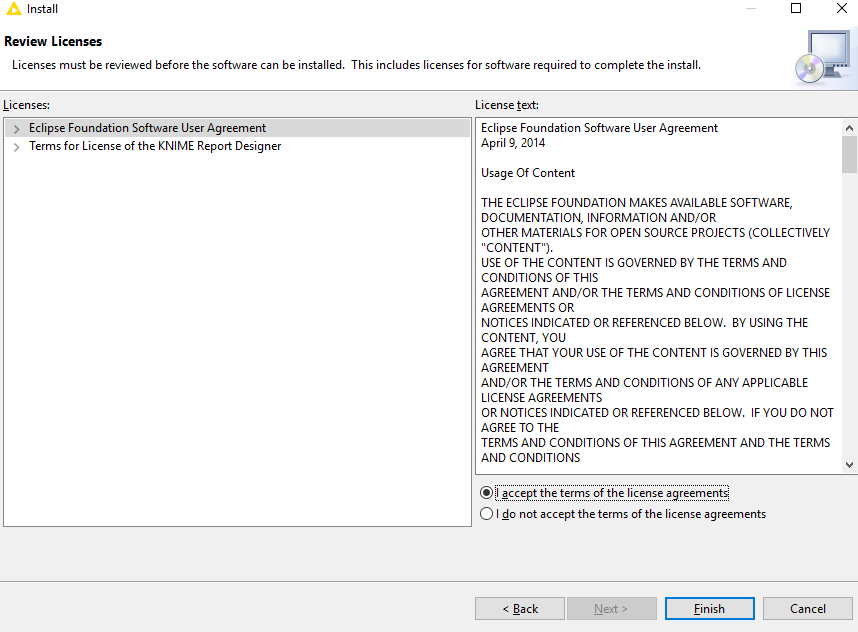 Install
Review Licenses
Licenses must be reviewed before the software can be installed.  This includes licenses for software required to complete the install.
Licenses:
Eclipse Foundation Software User Agreement
Terms for License of the KNIME Report Designer
License text:
Eclipse Foundation Software User Agreement
April 9, 2014
Usage Of Content
THE ECLIPSE FOUNDATION MAKES AVAILABLE SOFTWARE,
DOCUMENTATION, INFORMATION AND/OR
OTHER MATERIALS FOR OPEN SOURCE PROJECTS (COLLECTIVELY
"CONTENT").
USE OF THE CONTENT IS GOVERNED BY THE TERMS AND
CONDITIONS OF THIS
AGREEMENT AND/OR THE TERMS AND CONDITIONS OF LICENSE
AGREEMENTS OR
NOTICES INDICATED OR REFERENCED BELOW.  BY USING THE
CONTENT, YOU
AGREE THAT YOUR USE OF THE CONTENT IS GOVERNED BY THIS
AGREEMENT
AND/OR THE TERMS AND CONDITIONS OF ANY APPLICABLE
LICENSE AGREEMENTS
OR NOTICES INDICATED OR REFERENCED BELOW.  IF YOU DO NOT
AGREE TO THE
TERMS AND CONDITIONS OF THIS AGREEMENT AND THE TERMS
AND CONDITIONS
I accept the terms of the license agreements
I do not accept the terms of the license agreements
< Back
Next >
Finish
Cancel